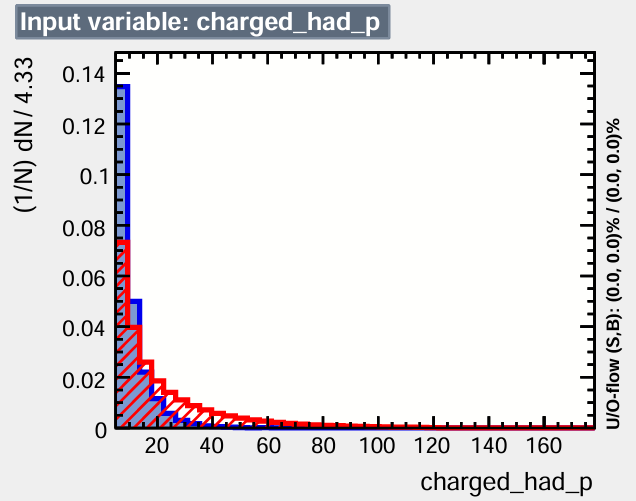 Input variable: charged_had_p
(1/N) dN / 4.33
0.14
0.12
0.1
0.08
0.06
0.04
0.02
0
20 40 60 80 100 120 140 160
charged_had_p
U/O-flow (S,B): (0.0, 0.0)% / (0.0, 0.0)%